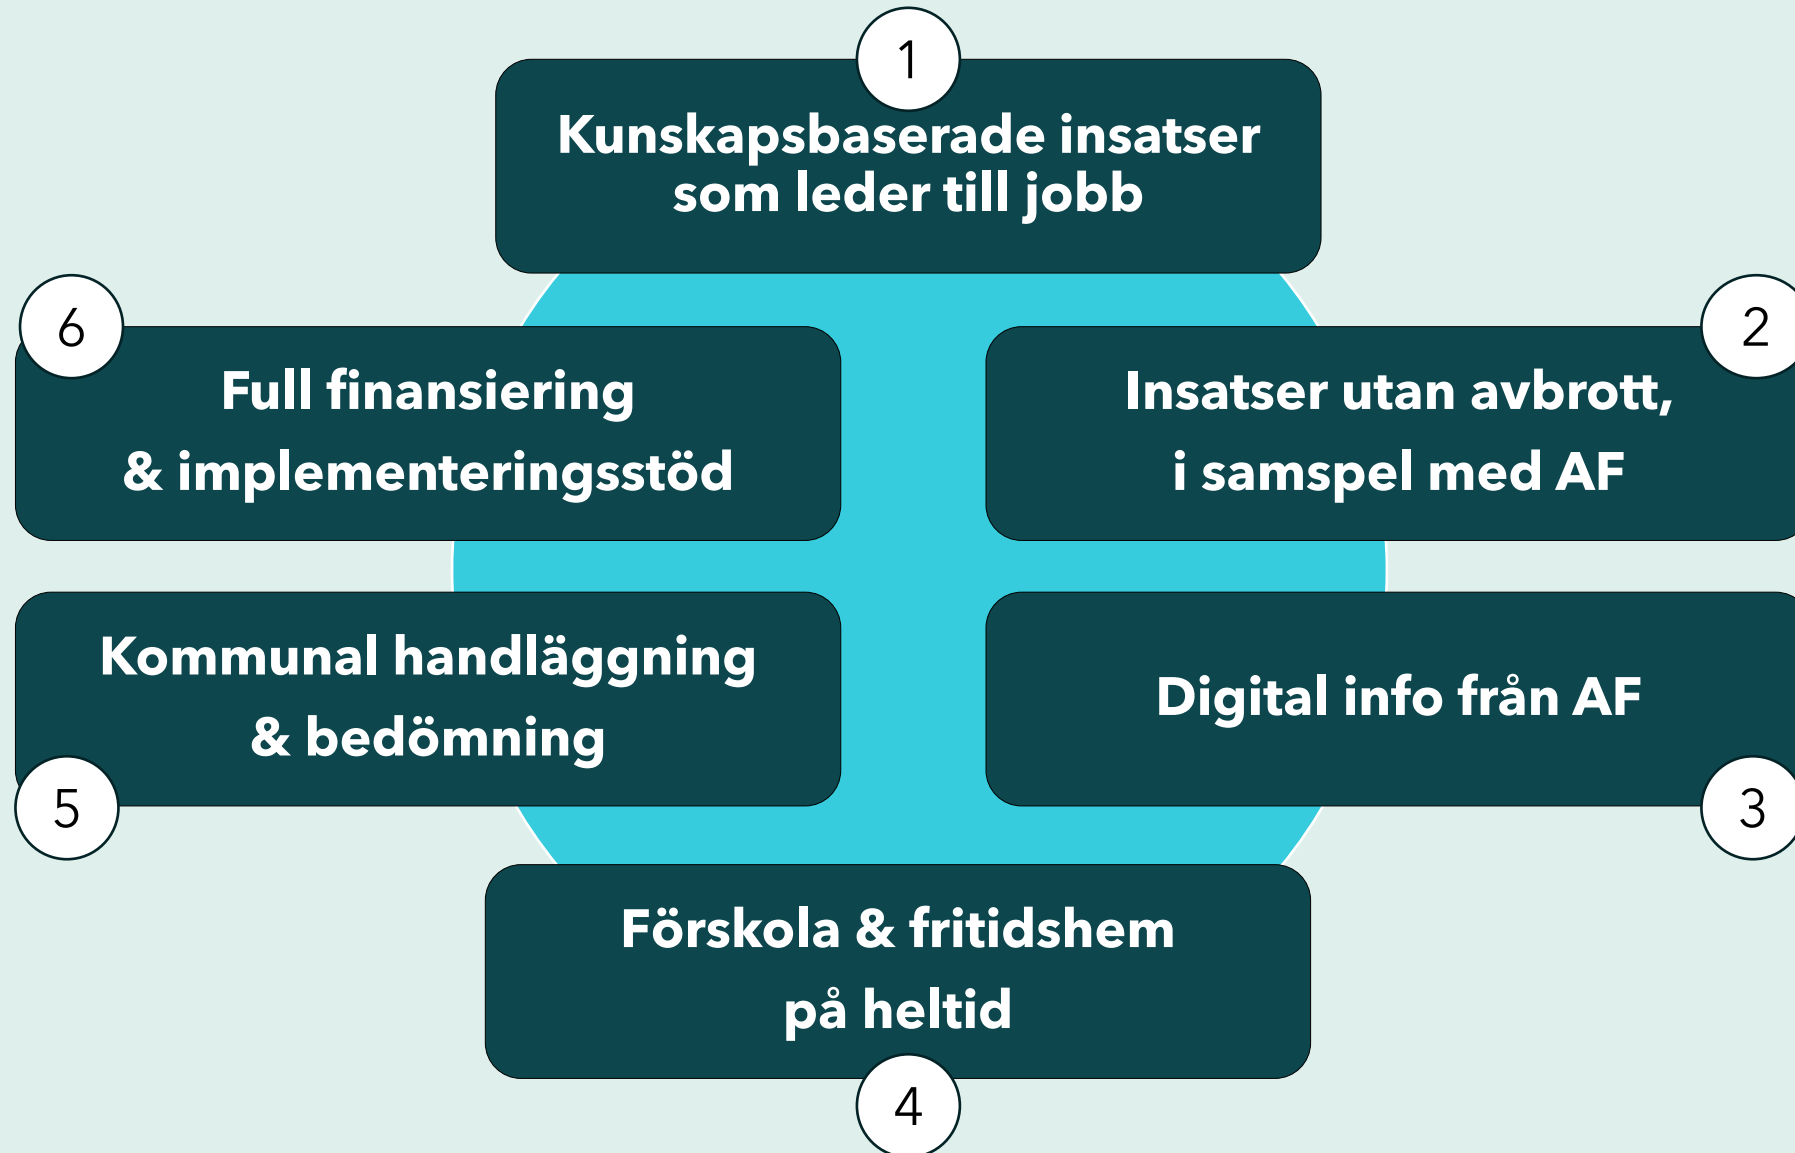 1
Kunskapsbaserade insatser
som leder till jobb
2
Insatser utan avbrott,
i samspel med AF
3
Digital info från AF
4
Förskola & fritidshem
på heltid
5
Kommunal handläggning
& bedömning
6
Full finansiering
& implementeringsstöd